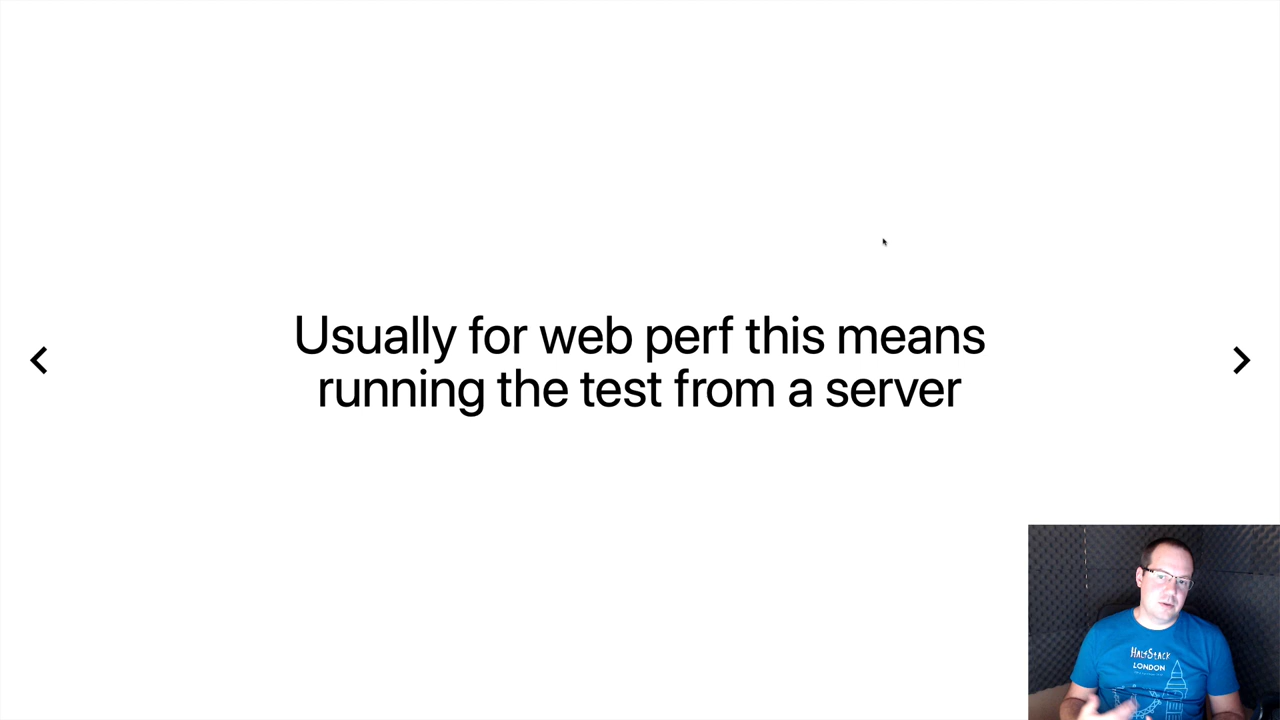 Usually for web perf this means
running the test from a server
HALFSTACK
LONDON